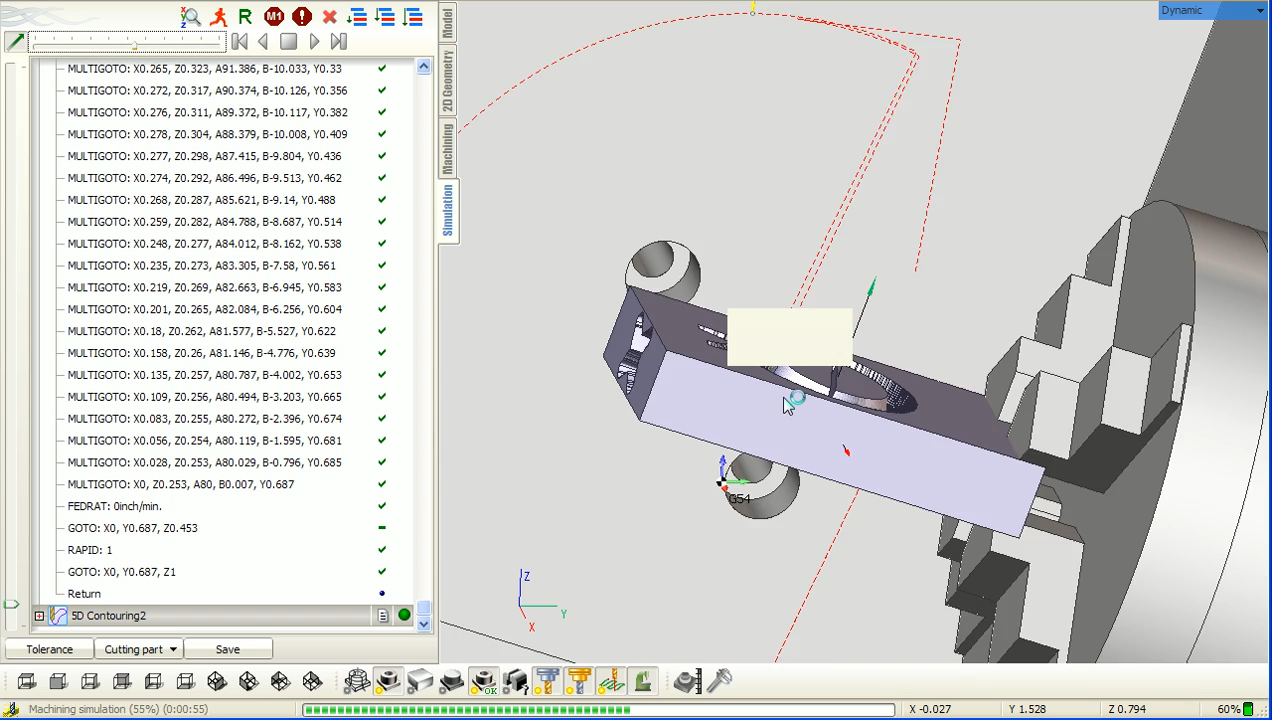 Dynamic
R
M1
Model
2D Geometry
Machining
Simulation
MULTIGOTO: X0.265, Z0.323, A91.386, B-10.033, Y0.33
MULTIGOTO: X0.272, Z0.317, A90.374, B-10.126, Y0.356
MULTIGOTO: X0.276, Z0.311, A89.372, B-10.117, Y0.382
MULTIGOTO: X0.278, Z0.304, A88.379, B-10.008, Y0.409
MULTIGOTO: X0.277, Z0.298, A87.415, B-9.804, Y0.436
MULTIGOTO: X0.274, Z0.292, A86.496, B-9.513, Y0.462
MULTIGOTO: X0.268, Z0.287, A85.621, B-9.14, Y0.488
MULTIGOTO: X0.259, Z0.282, A84.788, B-8.687, Y0.514
MULTIGOTO: X0.248, Z0.277, A84.012, B-8.162, Y0.538
MULTIGOTO: X0.235, Z0.273, A83.305, B-7.58, Y0.561
MULTIGOTO: X0.219, Z0.269, A82.663, B-6.945, Y0.583
MULTIGOTO: X0.201, Z0.265, A82.084, B-6.256, Y0.604
MULTIGOTO: X0.18, Z0.262, A81.577, B-5.527, Y0.622
MULTIGOTO: X0.158, Z0.26, A81.146, B-4.776, Y0.639
MULTIGOTO: X0.135, Z0.257, A80.787, B-4.002, Y0.653
MULTIGOTO: X0.109, Z0.256, A80.494, B-3.203, Y0.665
MULTIGOTO: X0.083, Z0.255, A80.272, B-2.396, Y0.674
MULTIGOTO: X0.056, Z0.254, A80.119, B-1.595, Y0.681
MULTIGOTO: X0.028, Z0.253, A80.029, B-0.796, Y0.685
MULTIGOTO: X0, Z0.253, A80, B0.007, Y0.687
FEDRAT: 0inch/min.
GOTO: X0, Y0.687, Z0.453
RAPID: 1
GOTO: X0, Y0.687, Z1
Return
5D Contouring2
G54
Z
Y
X
Tolerance
Cutting part
Save
OK
Machining simulation (55%) (0:00:55)
X -0.027
Y 1.528
Z 0.794
60%